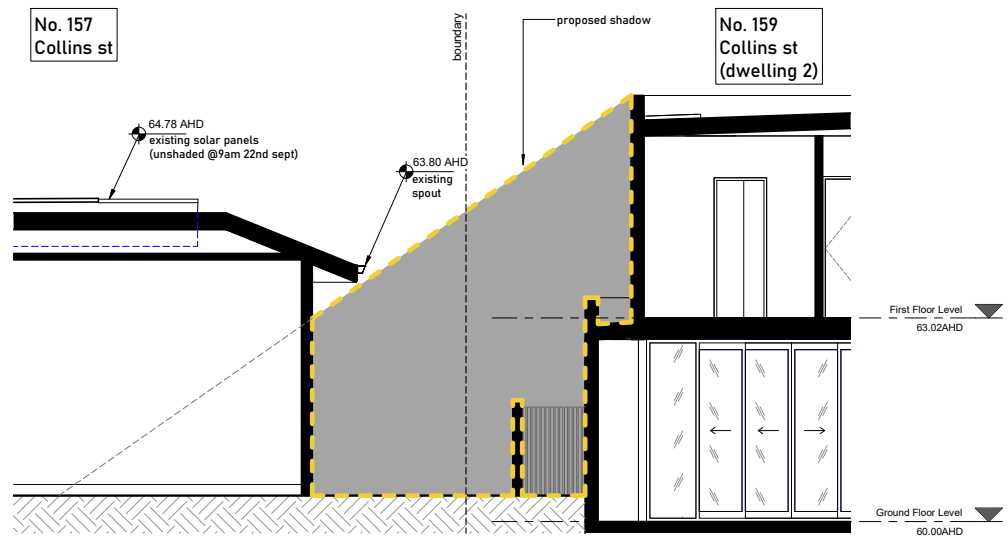 No. 157
Collins st
boundary
proposed shadow
No. 159
Collins st
(dwelling 2)
64.78 AHD
existing solar panels
(unshaded @9am 22nd sept)
63.80 AHD
existing
spout
First Floor Level
63.02AHD
Ground Floor Level
60.00AHD